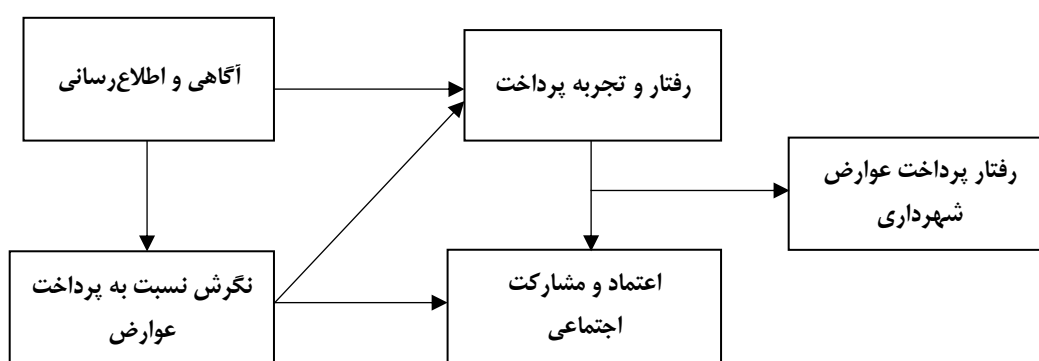 آگاهی و اطلاع‌رسانی
رفتار و تجربه پرداخت
رفتار پرداخت عوارض
شهرداری
نگرش نسبت به پرداخت
عوارض
اعتماد و مشارکت
اجتماعی